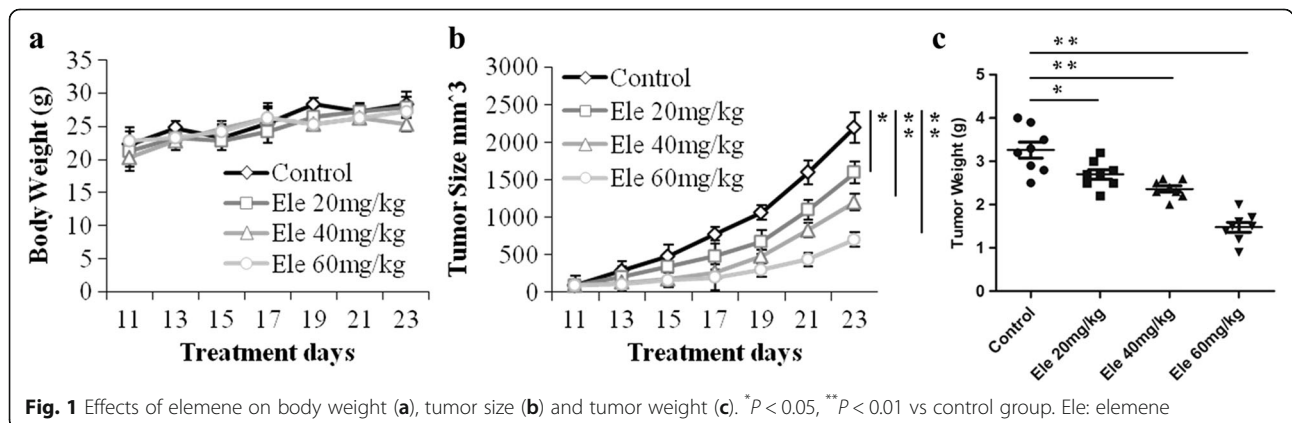 a
Body Weight (g)
35
30
25
20
15
10
5
0
Control
Ele 20mg/kg
Ele 40mg/kg
Ele 60mg/kg
11 13 15 17 19 21 23
Treatment days
b
Tumor Size mm^3
3000
2500
2000
1500
1000
500
0
Control
Ele 20mg/kg
Ele 40mg/kg
Ele 60mg/kg
*
**
**
11 13 15 17 19 21 23
Treatment days
c
**
**
*
Tumor Weight (g)
5
4
3
2
1
0
Control
Ele 20mg/kg
Ele 40mg/kg
Ele 60mg/kg
Fig. 1 Effects of elemene on body weight (a), tumor size (b) and tumor weight (c). *P < 0.05, **P < 0.01 vs control group. Ele: elemene